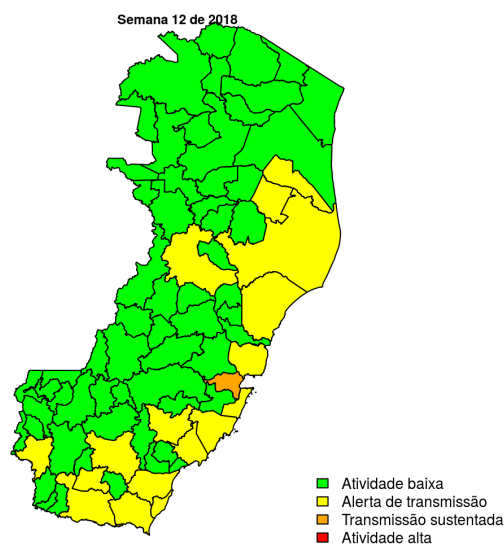 Semana 12 de 2018
Atividade baixa
Alerta de transmissão
Transmissão sustentada
Atividade alta